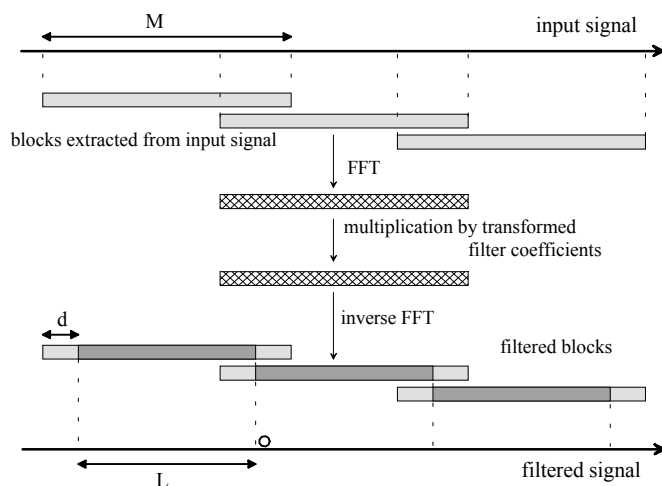 M
input signal
blocks extracted from input signal
FFT
multiplication by transformed
filter coefficients
inverse FFT
d
filtered blocks
L
filtered signal